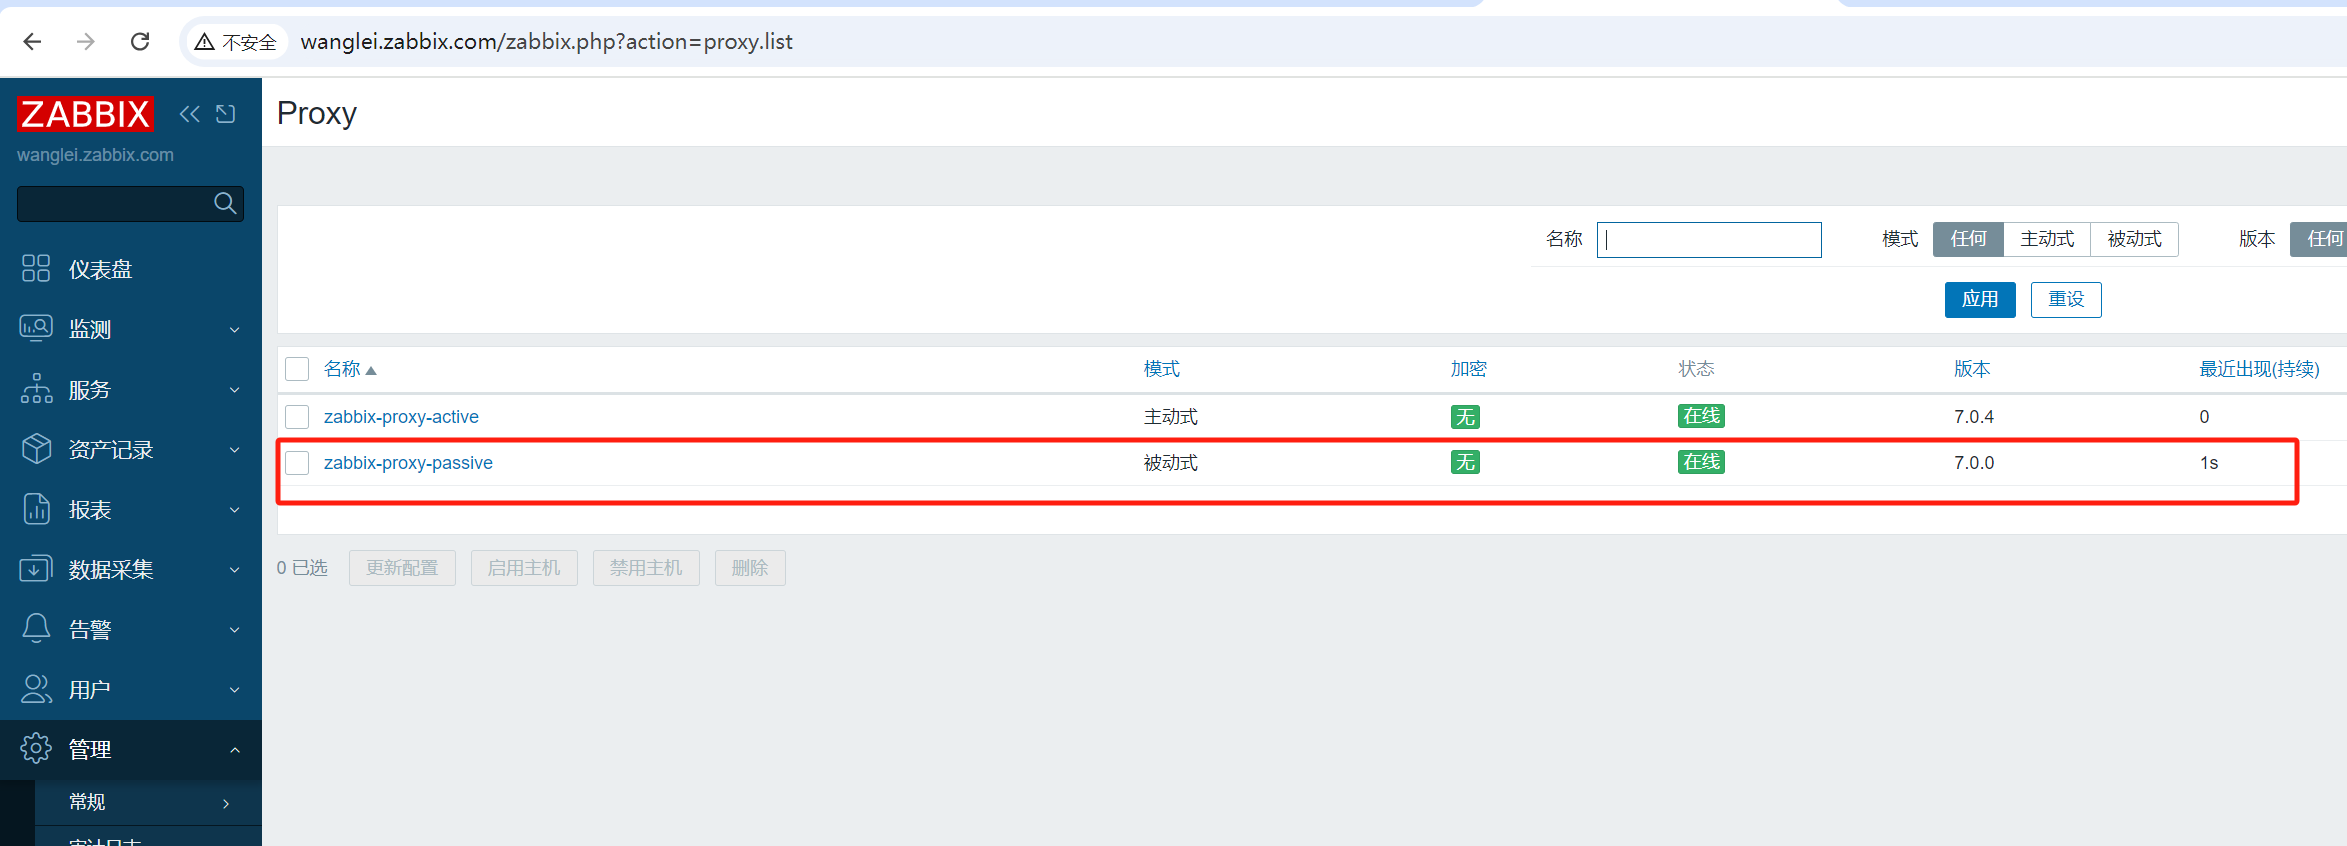 不安全 wanglei.zabbix.com/zabbix.php?action=proxy.list
ZABBIX
wanglei.zabbix.com
仪表盘
监测
服务
资产记录
报表
数据采集
告警
用户
管理
常规
审计日志
Proxy
名称 模式 任何 主动式 被动式 版本 任何
应用 重设
名称 模式 加密 状态 版本 最近出现(持续)
zabbix-proxy-active 主动式 无 在线 7.0.4 0
zabbix-proxy-passive 被动式 无 在线 7.0.0 1s
0 已选 更新配置 启用主机 禁用主机 删除